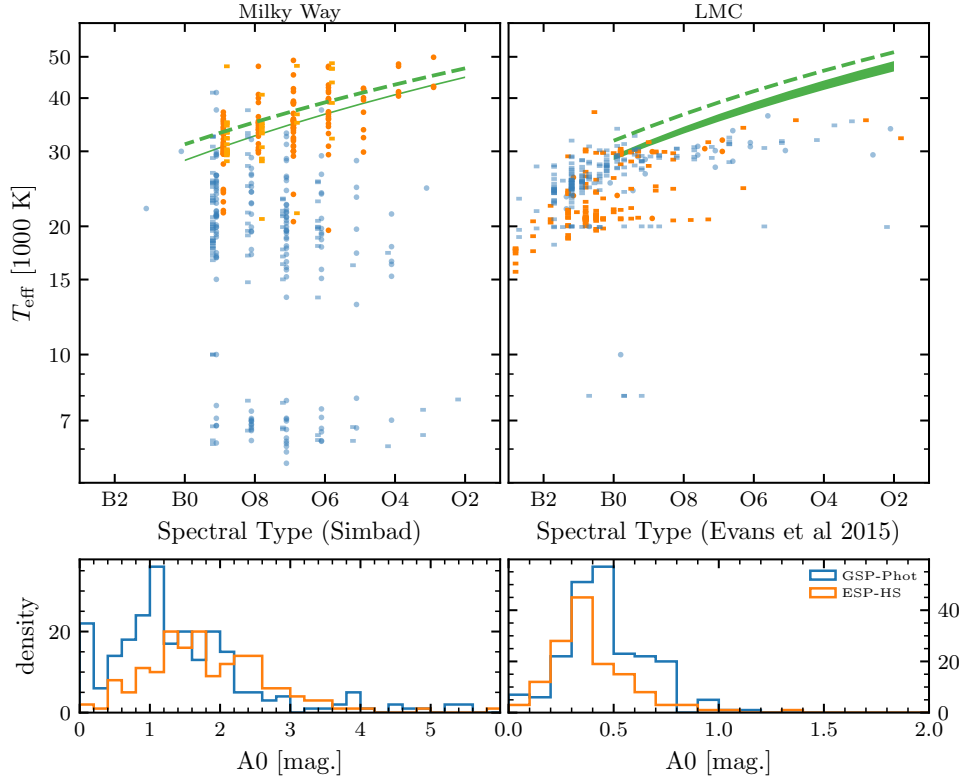 Milky Way
LMC
50
40
30
20
15
10
7
T_eff [1000 K]
B2 B0 O8 O6 O4 O2
B2 B0 O8 O6 O4 O2
Spectral Type (Simbad)
Spectral Type (Evans et al 2015)
GSP-Phot
ESP-HS
20
0
density
40
20
0
0 1 2 3 4 5
0.0 0.5 1.0 1.5 2.0
A0 [mag.]
A0 [mag.]